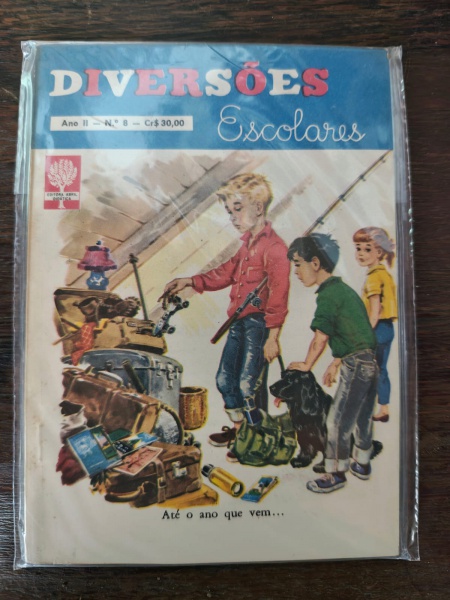 DIVERSÕES
Ano II — N.º 8 — Cr$ 30,00
Escolares
EDITORA ABRIL
Até o ano que vem...